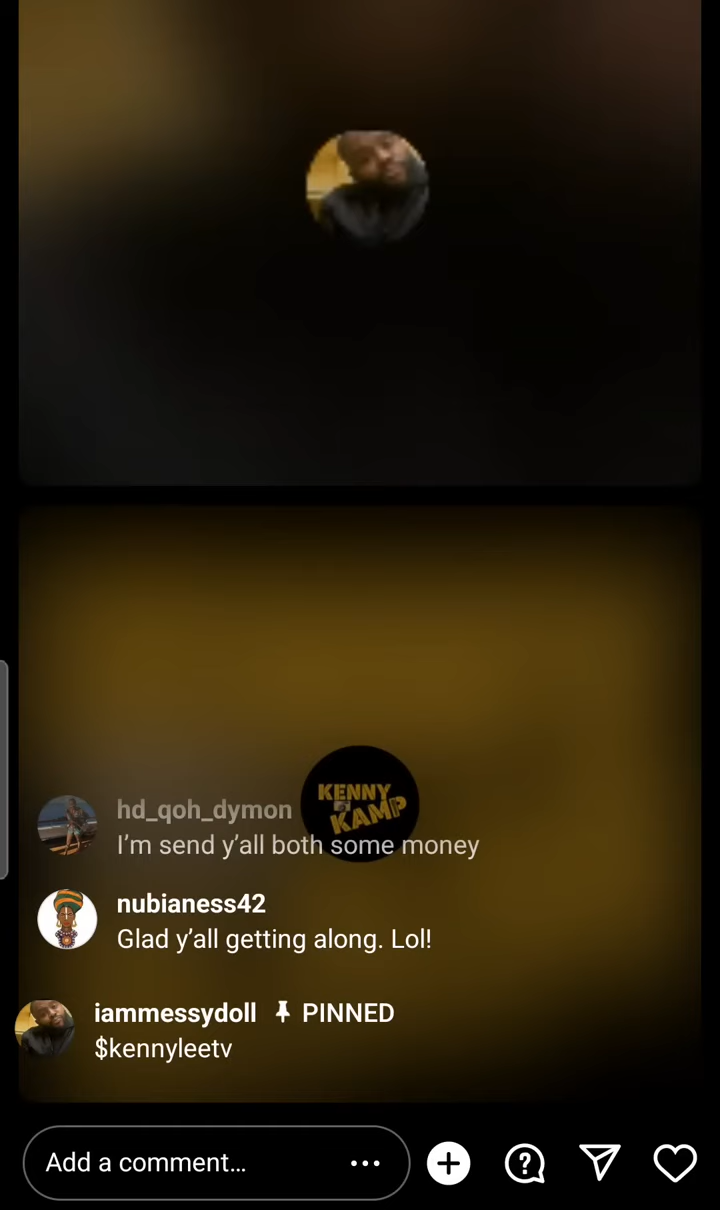 KENNY
KAMP
hd_qoh_dymon
I’m send y’all both some money
nubianess42
Glad y’all getting along. Lol!
iammessydoll PINNED
$kennyleetv
Add a comment...